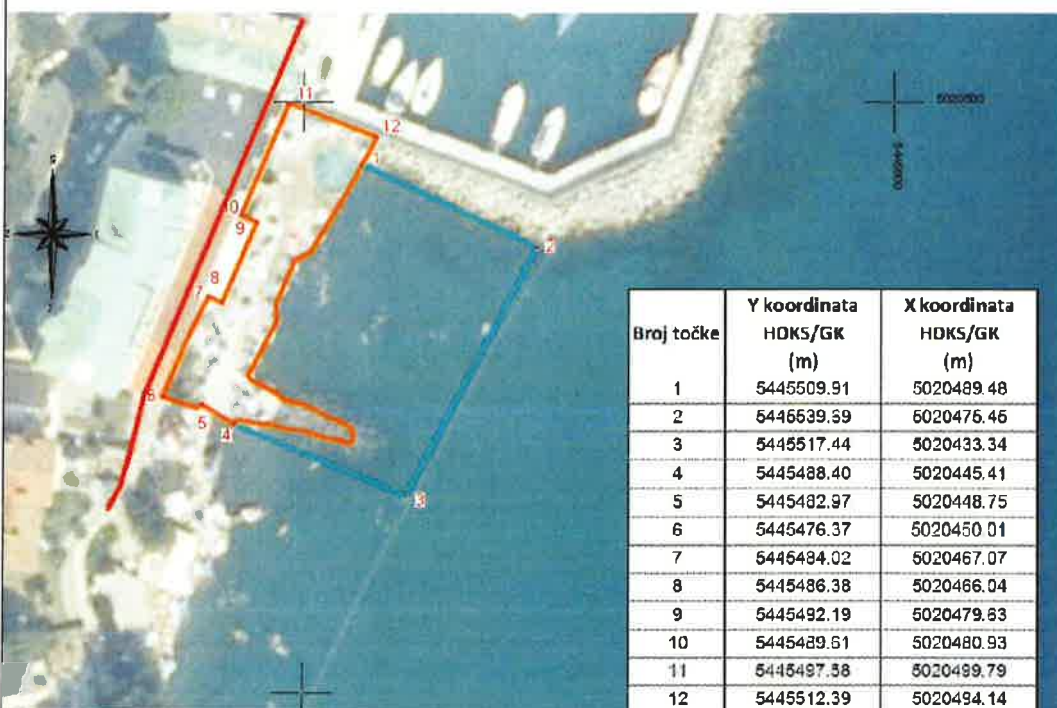 11
12
5020500
5445600
S
1
10
9
2
8
7
6
5
4
3
Broj točke
Y koordinata
HDKS/GK
(m)
X koordinata
HDKS/GK
(m)
1 5445509.91 5020489.48
2
3 5445517.44 5020433.34
4 5445488.40 5020445.41
5 5445482.97 5020448.75
6 5445476.37 5020450.01
7 5445484.02 5020467.07
8 5445486.38 5020466.04
9 5445492.19 5020479.63
10 5445489.61 5020480.93
11 5445497.58 5020499.79
12 5445512.39 5020494.14